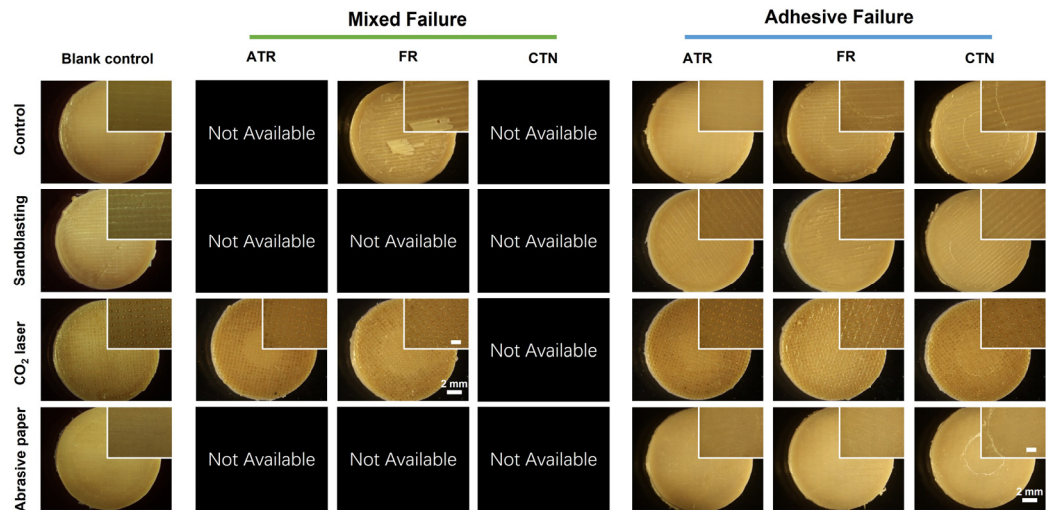 Mixed Failure
Adhesive Failure
Blank control
ATR
FR
CTN
ATR
FR
CTN
Control
Not Available
Not Available
Sandblasting
Not Available
Not Available
Not Available
CO₂ laser
2 mm
Not Available
Abrasive paper
Not Available
Not Available
Not Available
2 mm